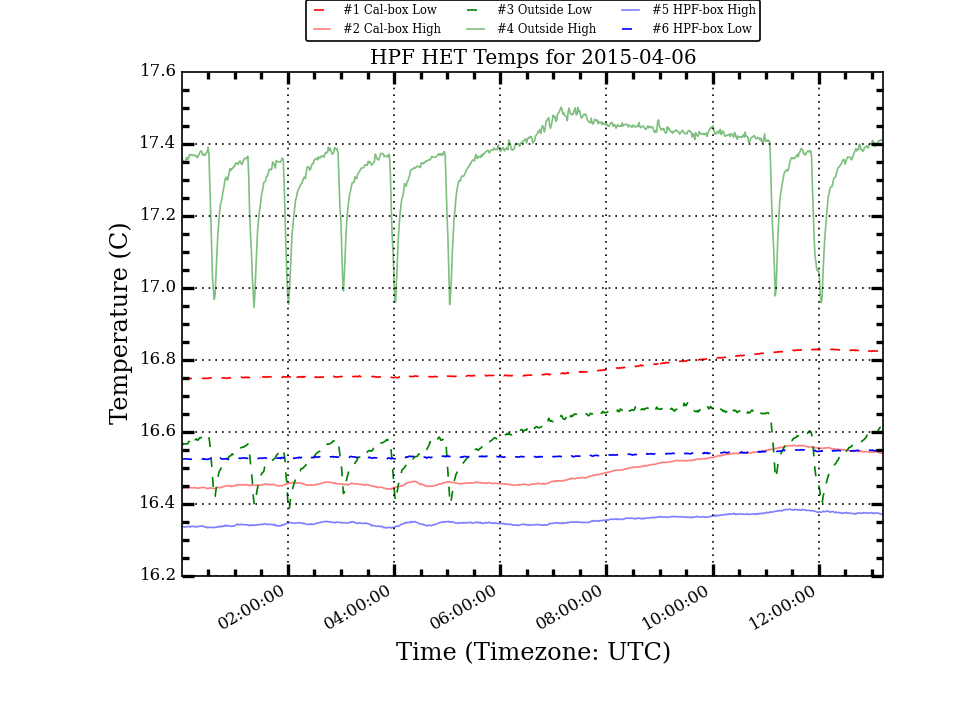 #1 Cal-box Low #3 Outside Low #5 HPF-box High
#2 Cal-box High #4 Outside High #6 HPF-box Low
HPF HET Temps for 2015-04-06
17.6
17.4
17.2
17.0
16.8
16.6
16.4
16.2
Temperature (C)
02:00:00 04:00:00 06:00:00 08:00:00 10:00:00 12:00:00
Time (Timezone: UTC)